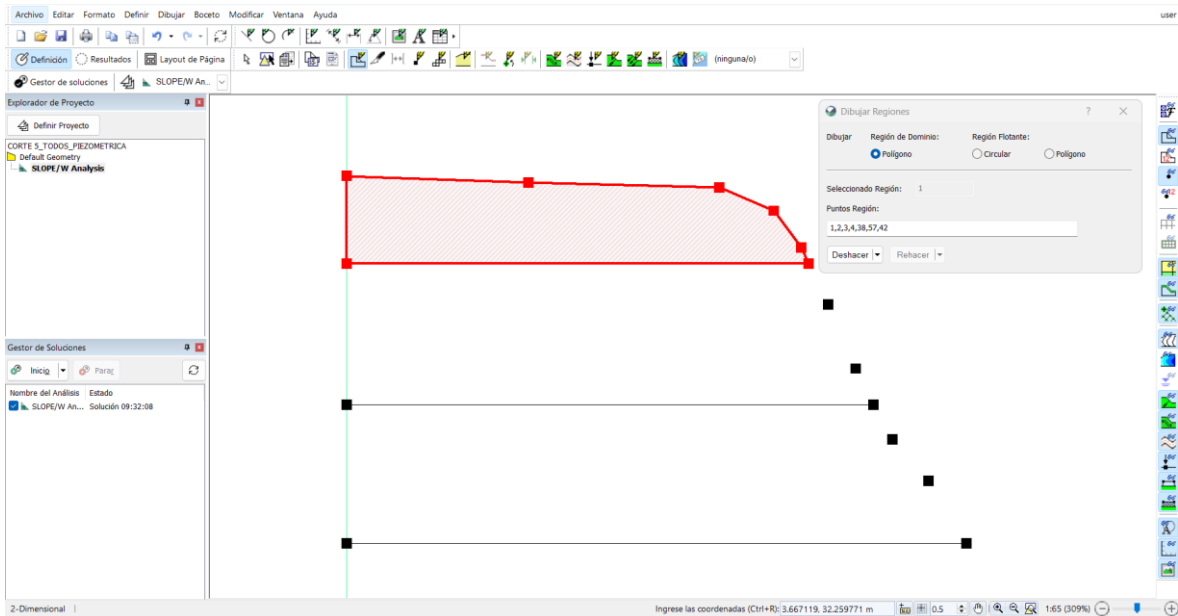 Archivo Editar Formato Definir Dibujar Boceto Modificar Ventana Ayuda
user
Definición Resultados Layout de Página
(ninguna/o)
Gestor de soluciones SLOPE/W An...
Explorador de Proyecto
Definir Proyecto
CORTE 5_TODOS_PIEZOMETRICA
Default Geometry
SLOPE/W Analysis
Dibujar Regiones
? ×
Dibujar Región de Dominio: Región Flotante:
Polígono Circular Polígono
Seleccionado Región: 1
Puntos Región:
1,2,3,4,38,57,42
Deshacer Rehacer
Gestor de Soluciones
Inicio Parar
Nombre del Análisis Estado
SLOPE/W An... Solución 09:32:08
2-Dimensional
Ingrese las coordenadas (Ctrl+R): 3.667119, 32.259771 m
0.5
1:65 (309%)